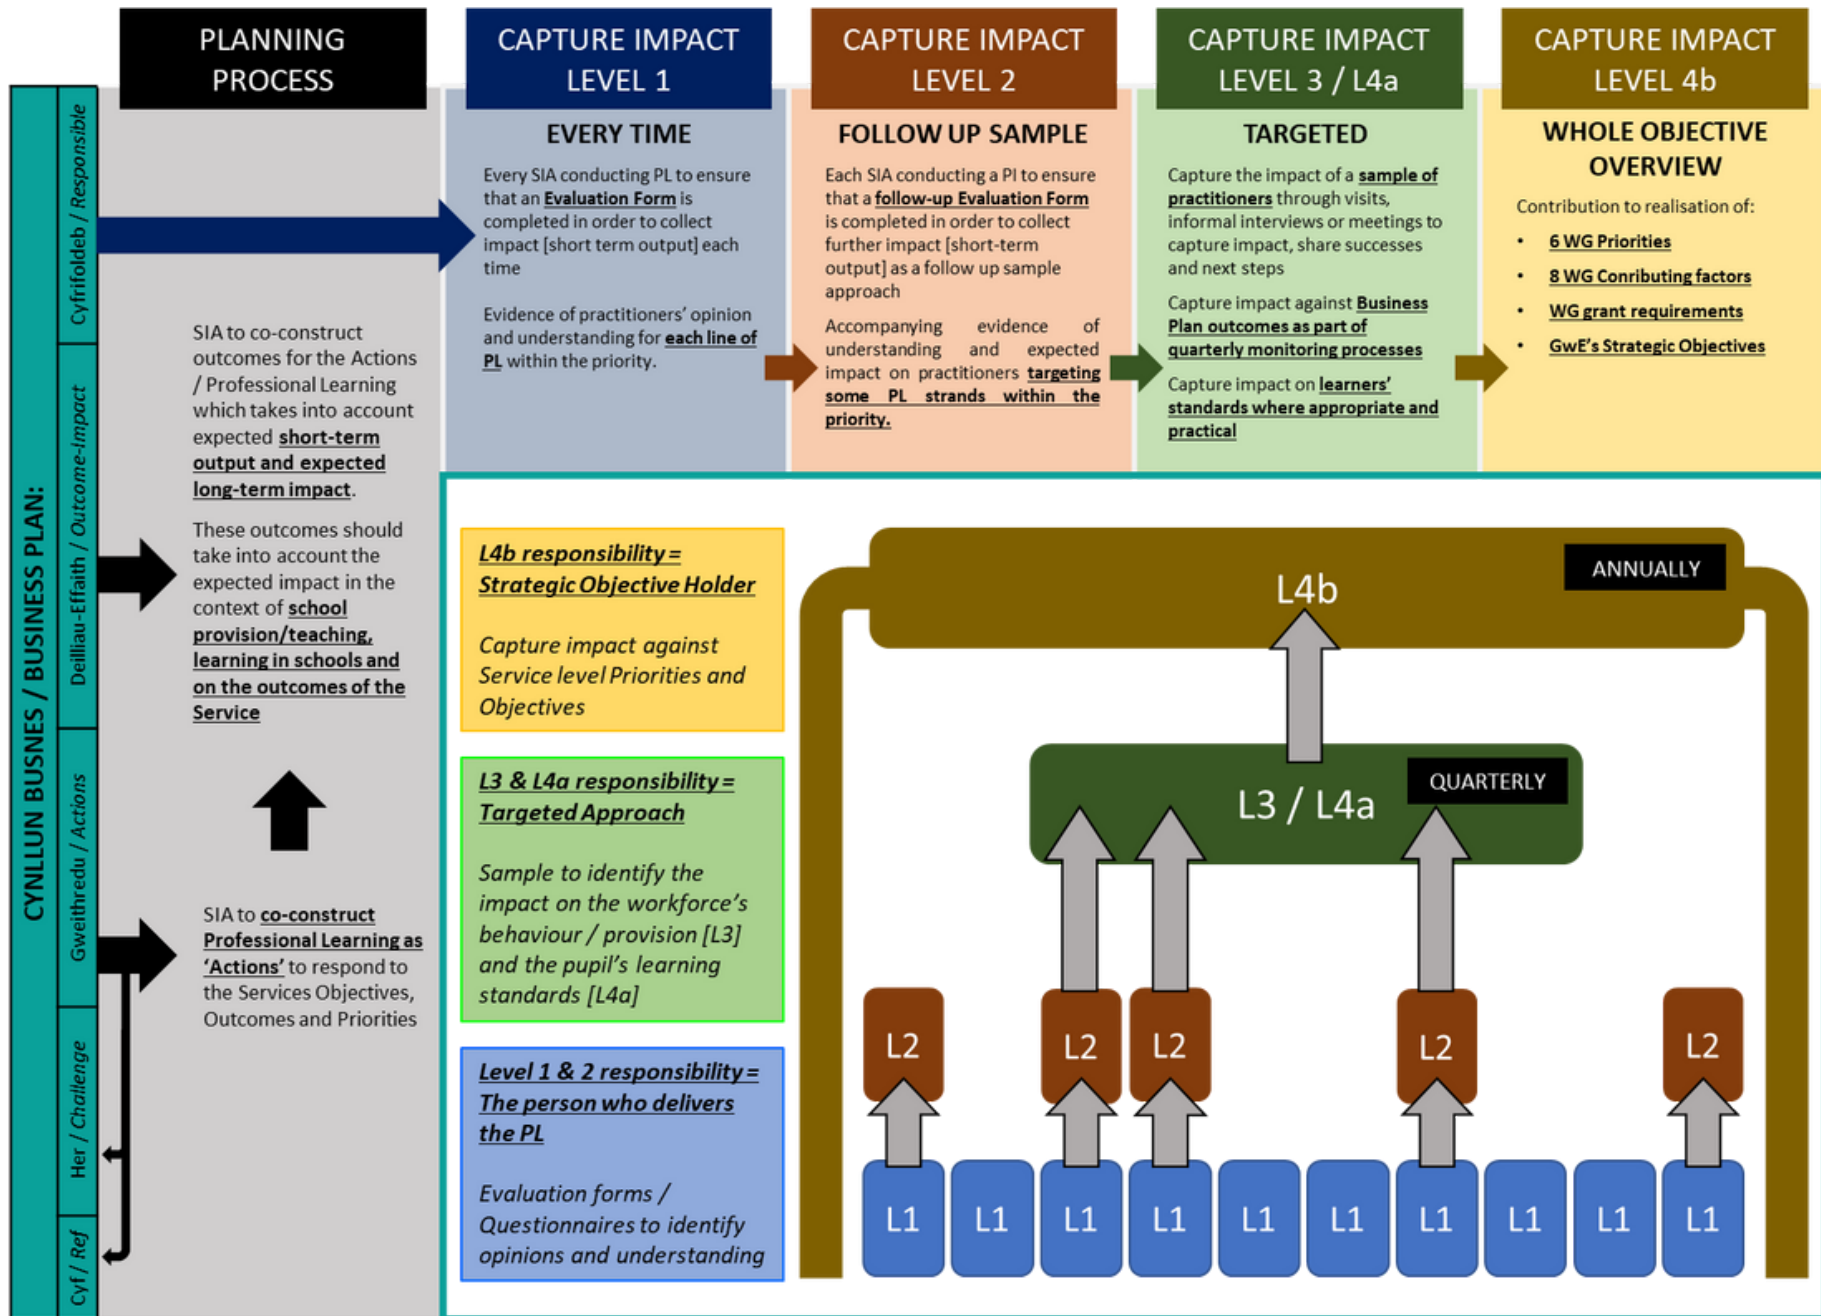 PLANNING
PROCESS
CAPTURE IMPACT
LEVEL 1
CAPTURE IMPACT
LEVEL 2
CAPTURE IMPACT
LEVEL 3 / L4a
CAPTURE IMPACT
LEVEL 4b
CYNLLUN BUSNES / BUSINESS PLAN:
Cyfrifoldeb / Responsible
Deilliau-Effaith / Outcome-Impact
Gweithredu / Actions
Her / Challenge
Cyf / Ref
SIA to co-construct
outcomes for the Actions
/ Professional Learning
which takes into account
expected short-term
output and expected
long-term impact.
These outcomes should
take into account the
expected impact in the
context of school
provision/teaching,
learning in schools and
on the outcomes of the
Service
SIA to co-construct
Professional Learning as
‘Actions’ to respond to
the Services Objectives,
Outcomes and Priorities
EVERY TIME
Every SIA conducting PL to ensure
that an Evaluation Form is
completed in order to collect
impact [short term output] each
time
Evidence of practitioners’ opinion
and understanding for each line of
PL within the priority.
FOLLOW UP SAMPLE
Each SIA conducting a PI to ensure
that a follow-up Evaluation Form
is completed in order to collect
further impact [short-term
output] as a follow up sample
approach
Accompanying evidence of
understanding and expected
impact on practitioners targeting
some PL strands within the
priority.
TARGETED
Capture the impact of a sample of
practitioners through visits,
informal interviews or meetings to
capture impact, share successes
and next steps
Capture impact against Business
Plan outcomes as part of
quarterly monitoring processes
Capture impact on learners’
standards where appropriate and
practical
WHOLE OBJECTIVE
OVERVIEW
Contribution to realisation of:
• 6 WG Priorities
• 8 WG Conributing factors
• WG grant requirements
• GwE’s Strategic Objectives
L4b responsibility =
Strategic Objective Holder
Capture impact against
Service level Priorities and
Objectives
L3 & L4a responsibility =
Targeted Approach
Sample to identify the
impact on the workforce’s
behaviour / provision [L3]
and the pupil’s learning
standards [L4a]
Level 1 & 2 responsibility =
The person who delivers
the PL
Evaluation forms /
Questionnaires to identify
opinions and understanding
ANNUALLY
L4b
QUARTERLY
L3 / L4a
L2 L2 L2 L2 L2
L1 L1 L1 L1 L1 L1 L1 L1 L1 L1